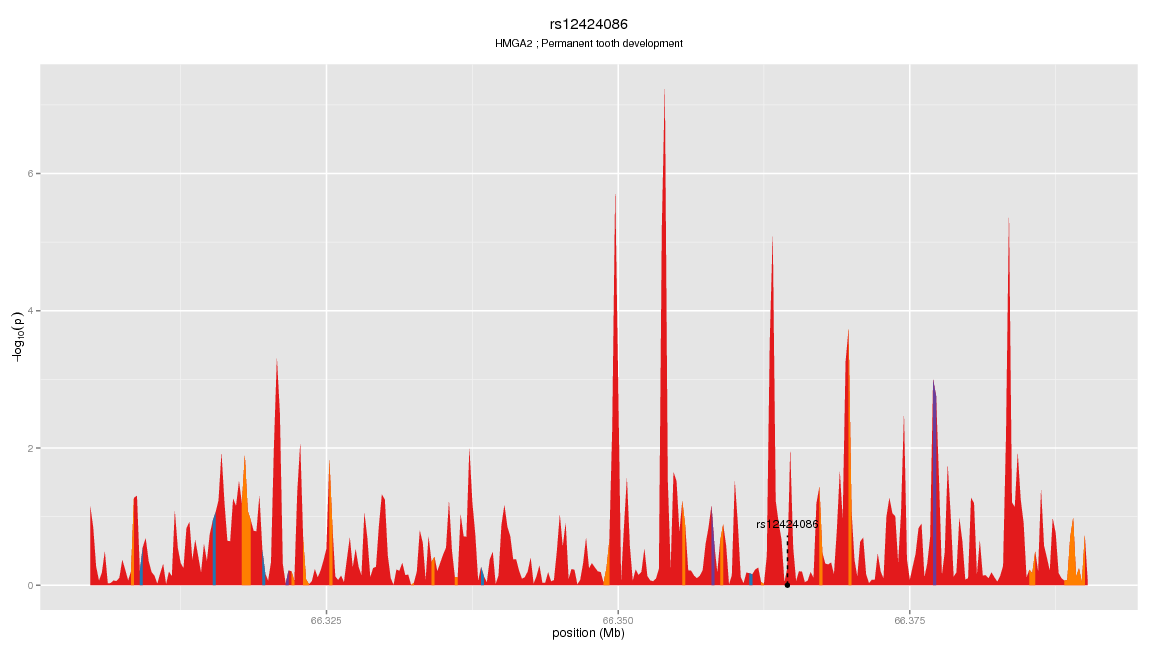 rs12424086
HMGA2 ; Permanent tooth development
−log10(p)
6
4
2
0
rs12424086
66.325
66.350
66.375
position (Mb)